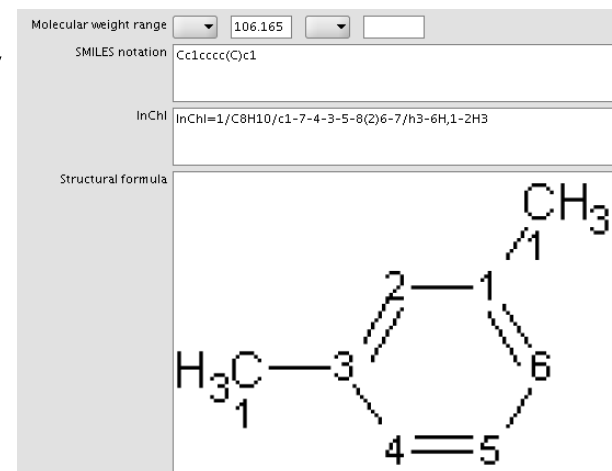 Molecular weight range 106.165
SMILES notation Cc1cccc(C)c1
InChI InChI=1/C8H10/c1-7-4-3-5-8(2)6-7/h3-6H,1-2H3
Structural formula
CH3
1
2 1
H3C 3 6
1
4 5